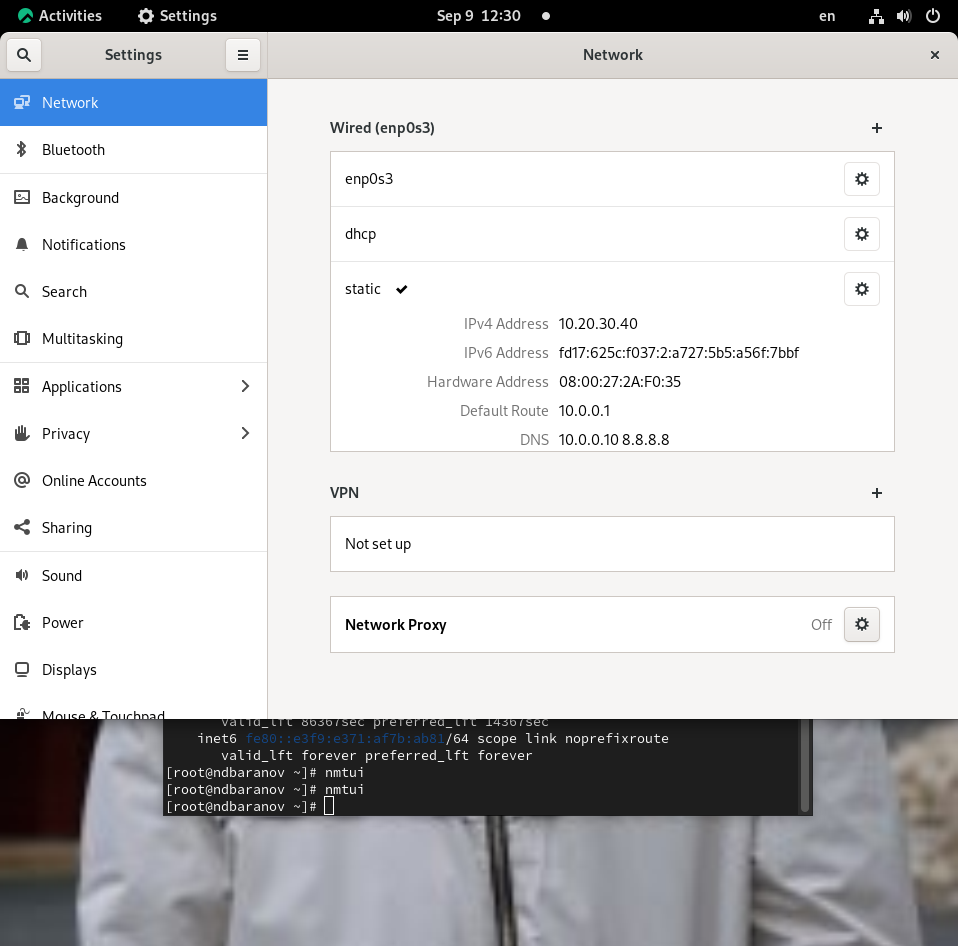 Activities Settings Sep 9 12:30 en
Settings
Network
Network
Bluetooth
Background
Notifications
Search
Multitasking
Applications
Privacy
Online Accounts
Sharing
Sound
Power
Displays
Mouse & Touchpad
Wired (enp0s3)
enp0s3
dhcp
static
IPv4 Address 10.20.30.40
IPv6 Address fd17:625c:f037:2:a727:5b5:a56f:7bbf
Hardware Address 08:00:27:2A:F0:35
Default Route 10.0.0.1
DNS 10.0.0.10 8.8.8.8
VPN
Not set up
Network Proxy Off
valid_lft 86367sec preferred_lft 14367sec
inet6 fe80::e3f9:e371:af7b:ab81/64 scope link noprefixroute
valid_lft forever preferred_lft forever
[root@ndbaranov ~]# nmtui
[root@ndbaranov ~]# nmtui
[root@ndbaranov ~]#